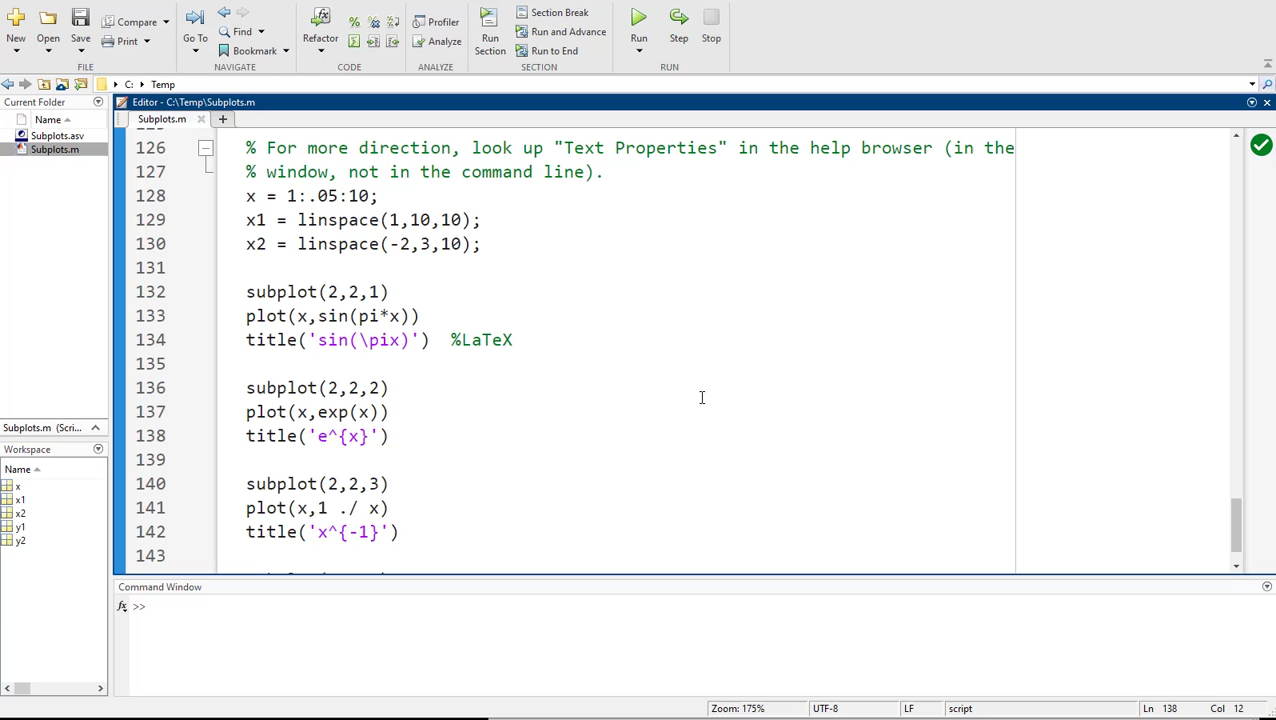 New
Open
Save
Compare
Print
FILE
Go To
Find
Bookmark
NAVIGATE
Refactor
CODE
Profiler
Analyze
ANALYZE
Run
Section
Section Break
Run and Advance
Run to End
SECTION
Run
Step
Stop
RUN
C:
Temp
Current Folder
Editor - C:\Temp\Subplots.m
Name
Subplots.m
+
Subplots.asv
Subplots.m
126 % For more direction, look up "Text Properties" in the help browser (in the
127 % window, not in the command line).
128 x = 1:.05:10;
129 x1 = linspace(1,10,10);
130 x2 = linspace(-2,3,10);
131
132 subplot(2,2,1)
133 plot(x,sin(pi*x))
134 title('sin(\pix)') %LaTeX
135
136 subplot(2,2,2)
137 plot(x,exp(x))
138 title('e^{x}')
139
140 subplot(2,2,3)
141 plot(x,1 ./ x)
142 title('x^{-1}')
143
Subplots.m (Scri...
Workspace
Name
x
x1
x2
y1
y2
Command Window
fx >>
Zoom: 175%
UTF-8
LF
script
Ln 138 Col 12